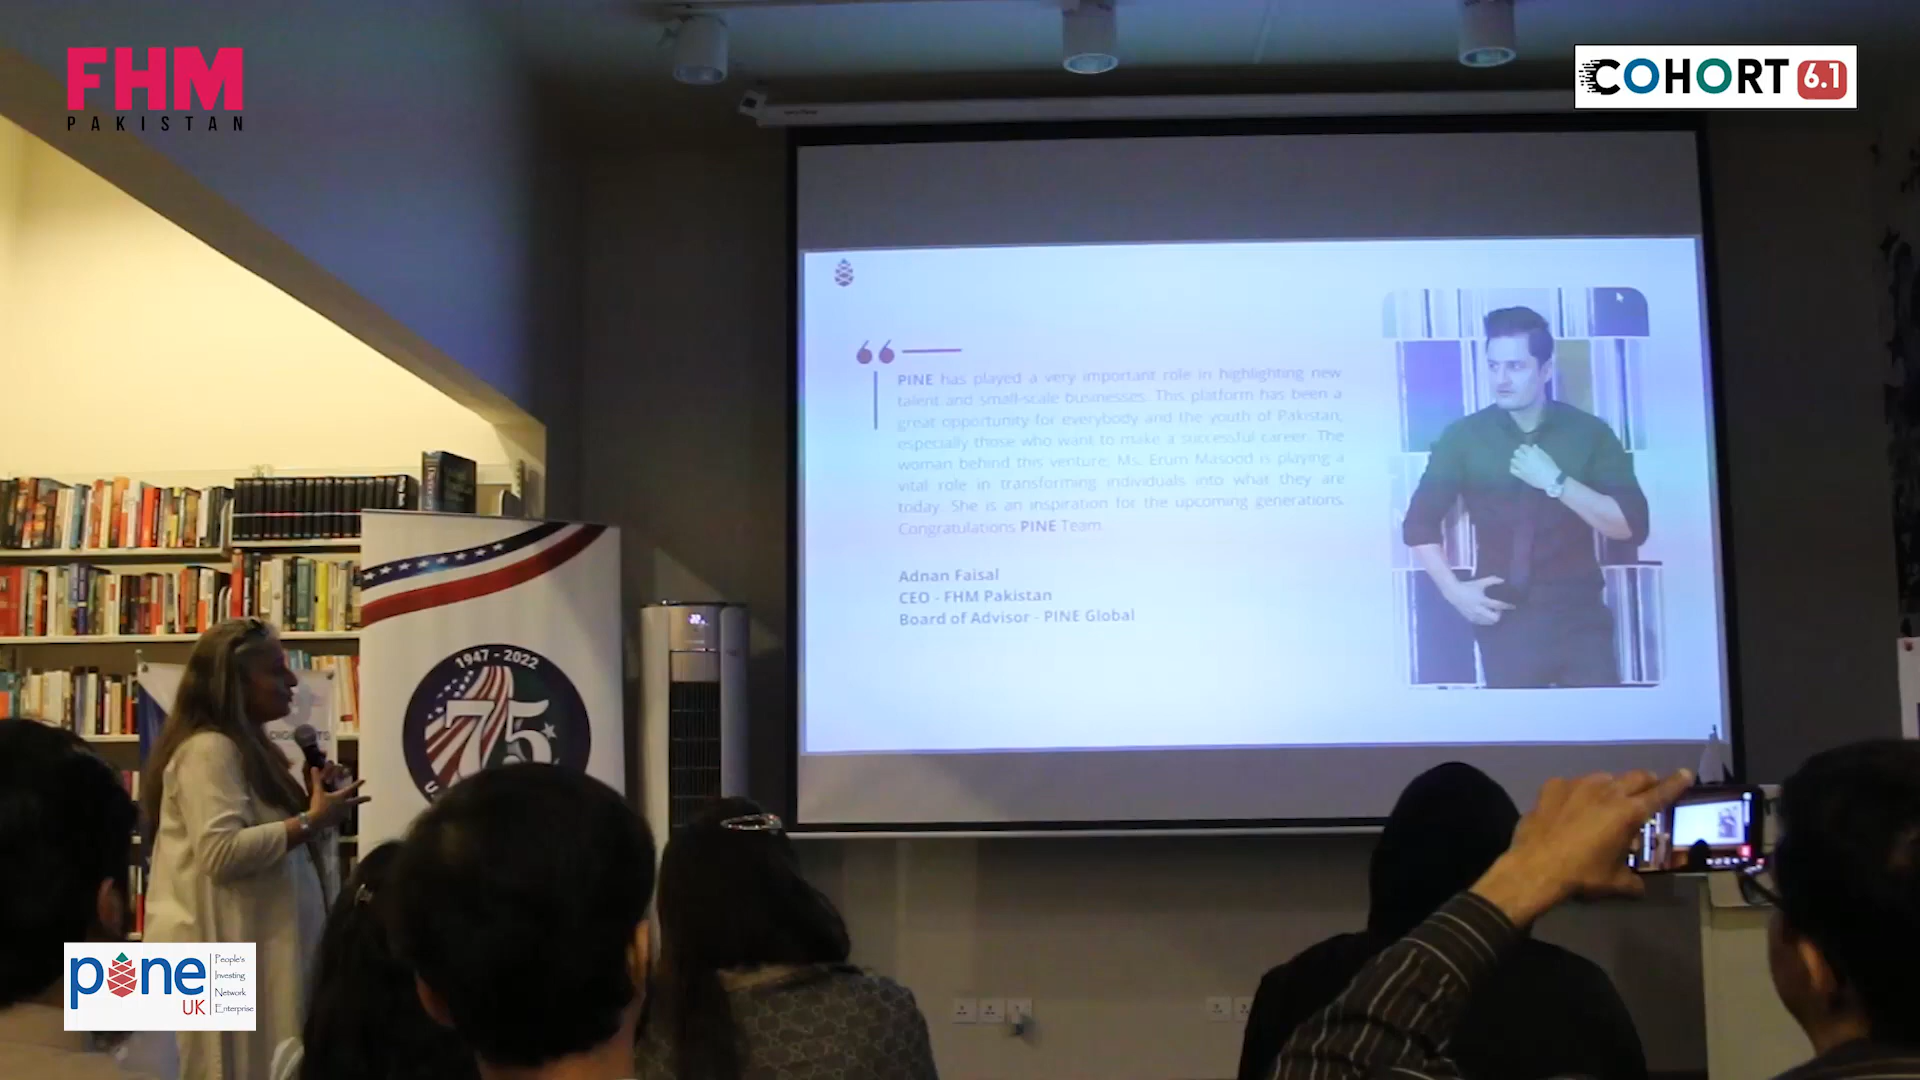 FHM
PAKISTAN
COHORT 6.1
PINE has played a very important role in highlighting new
talent and small-scale businesses. This platform has been a
great opportunity for everybody and the youth of Pakistan,
especially those who want to make a successful career. The
woman behind this venture, Ms. Erum Masood is playing a
vital role in transforming individuals into what they are
today. She is an inspiration for the upcoming generations.
Congratulations PINE Team.
Adnan Faisal
CEO - FHM Pakistan
Board of Advisor - PINE Global
1947 - 2022
75
pine
UK
People's
Investing
Network
Enterprise